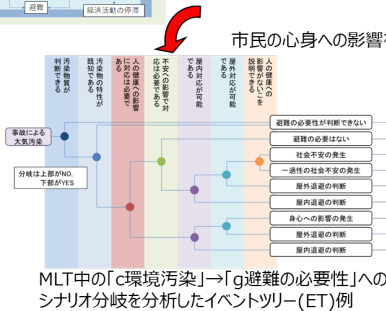 避難
経済活動の停滞
市民の心身への影響
汚染物質が判断できる
汚染物の特性が既知である
人の健康への影響に対応は必要である
不安への影響で対応は必要である
屋内対応が可能である
屋外対応が可能である
人の健康への影響がないこを説明できる
事故による
大気汚染
分岐は上部がNO,
下部がYES
避難の必要性が判断できない
避難の必要はない
社会不安の発生
一過性の社会不安の発生
屋外退避の判断
屋内退避の判断
身心への影響の発生
屋外退避の判断
屋内退避の判断
MLT中の「c環境汚染」→「g避難の必要性」への
シナリオ分岐を分析したイベントツリー(ET)例